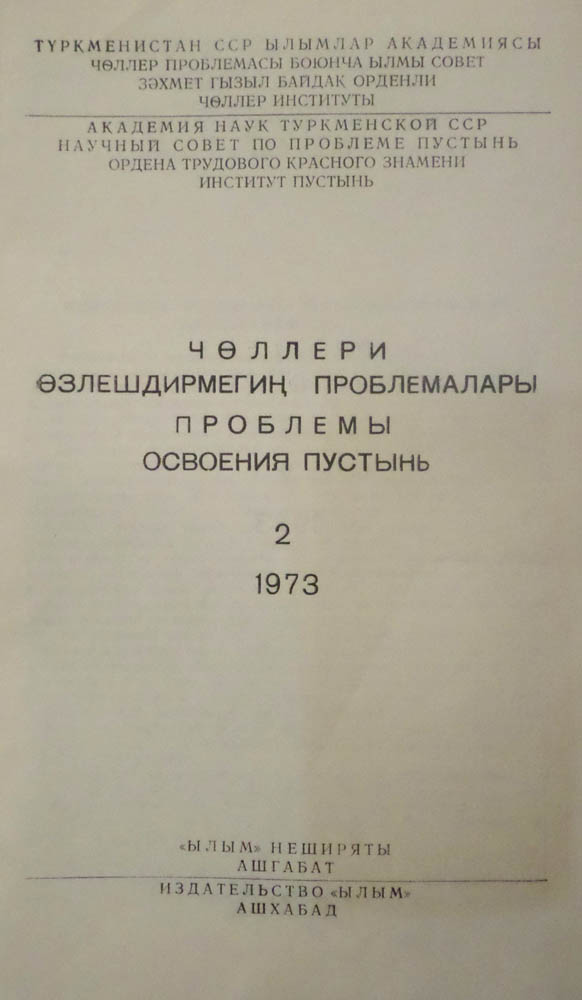 ТҮРКМЕНИСТАН ССР ЫЛЫМЛАР АКАДЕМИЯСЫ
ЧӨЛЛЕР ПРОБЛЕМАСЫ БОЮНЧА ЫЛМЫ СОВЕТ
ЗӘХМЕТ ГЫЗЫЛ БАЙДАК ОРДЕНЛИ
ЧӨЛЛЕР ИНСТИТУТЫ
АКАДЕМИЯ НАУК ТУРКМЕНСКОЙ ССР
НАУЧНЫЙ СОВЕТ ПО ПРОБЛЕМЕ ПУСТЫНЬ
ОРДЕНА ТРУДОВОГО КРАСНОГО ЗНАМЕНИ
ИНСТИТУТ ПУСТЫНЬ
ЧӨЛЛЕРИ
ӨЗЛЕШДИРМЕГИҢ ПРОБЛЕМАЛАРЫ
ПРОБЛЕМЫ
ОСВОЕНИЯ ПУСТЫНЬ
2
1973
«ЫЛЫМ» НЕШИРЯТЫ
АШГАБАТ
ИЗДАТЕЛЬСТВО «ЫЛЫМ»
АШХАБАД